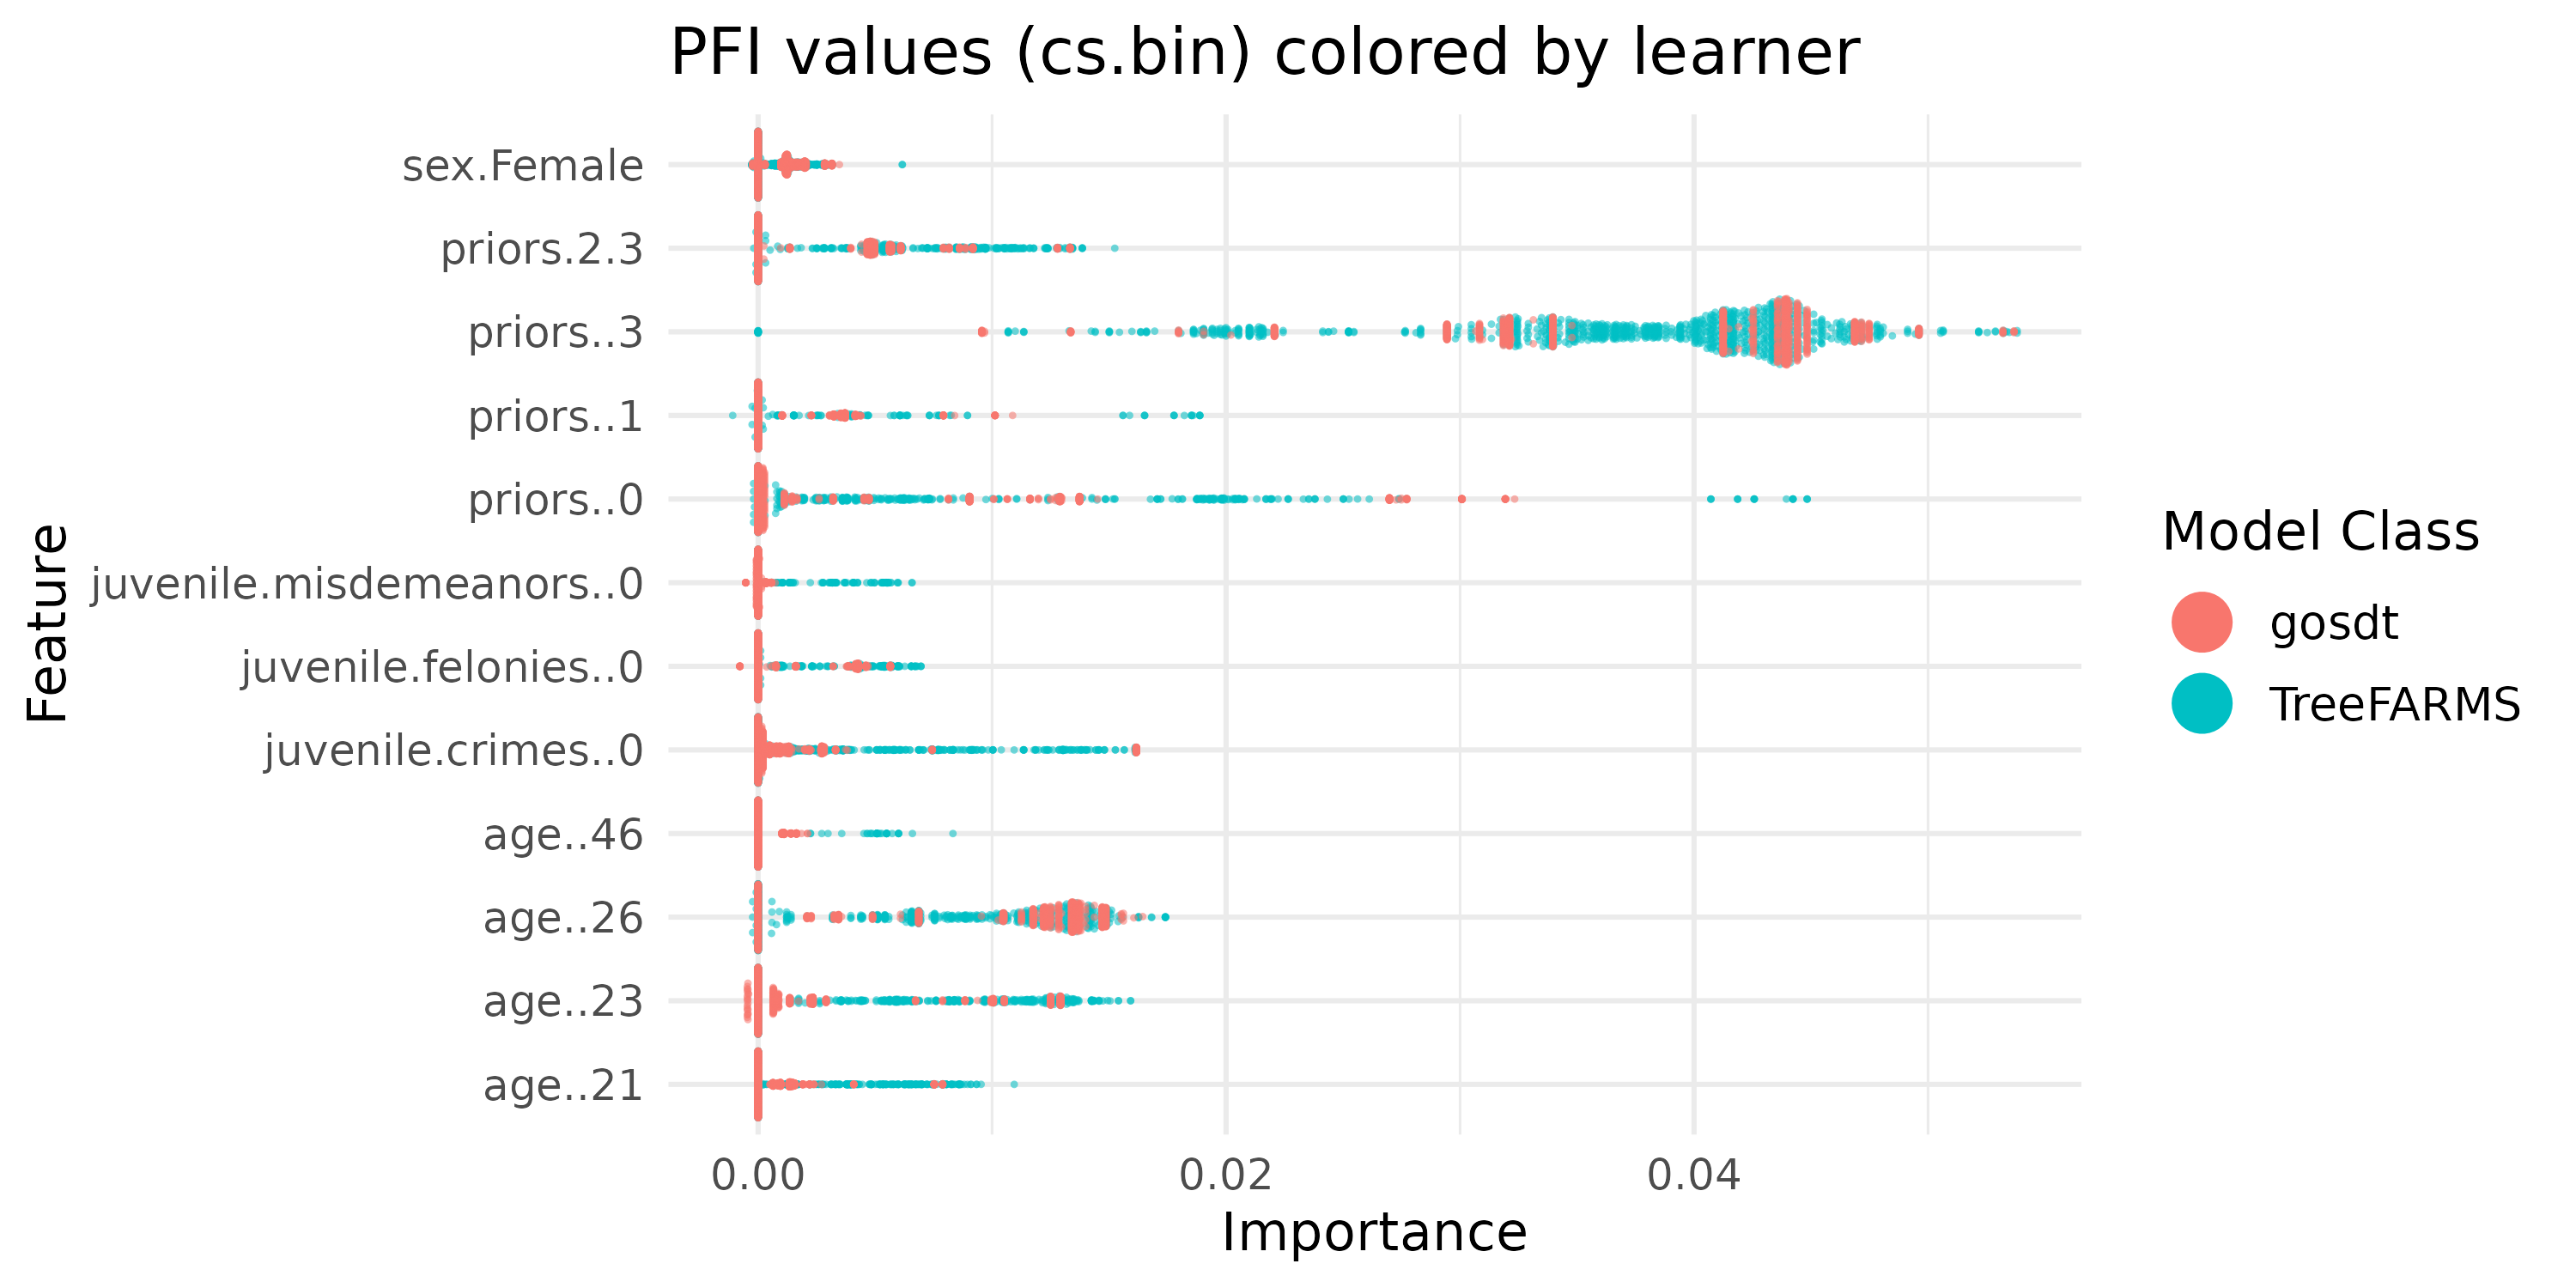 PFI values (cs.bin) colored by learner
sex.Female
priors.2.3
priors..3
priors..1
priors..0
juvenile.misdemeanors..0
juvenile.felonies..0
juvenile.crimes..0
age..46
age..26
age..23
age..21
Feature
0.00
0.02
0.04
Importance
Model Class
gosdt
TreeFARMS